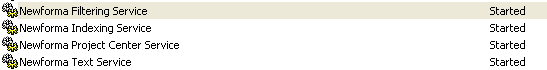 Newforma Filtering Service Started
Newforma Indexing Service Started
Newforma Project Center Service Started
Newforma Text Service Started